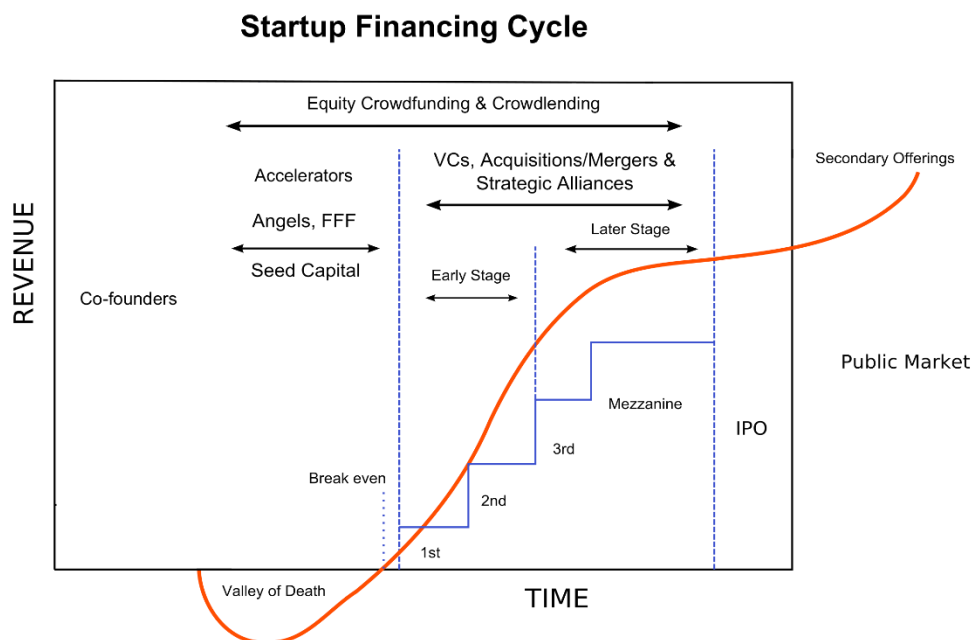 Startup Financing Cycle
Equity Crowdfunding & Crowdlending
VCs, Acquisitions/Mergers &
Strategic Alliances
Secondary Offerings
Accelerators
Angels, FFF
Seed Capital
Later Stage
Early Stage
REVENUE
Co-founders
Public Market
Mezzanine
IPO
3rd
Break even
2nd
1st
Valley of Death
TIME